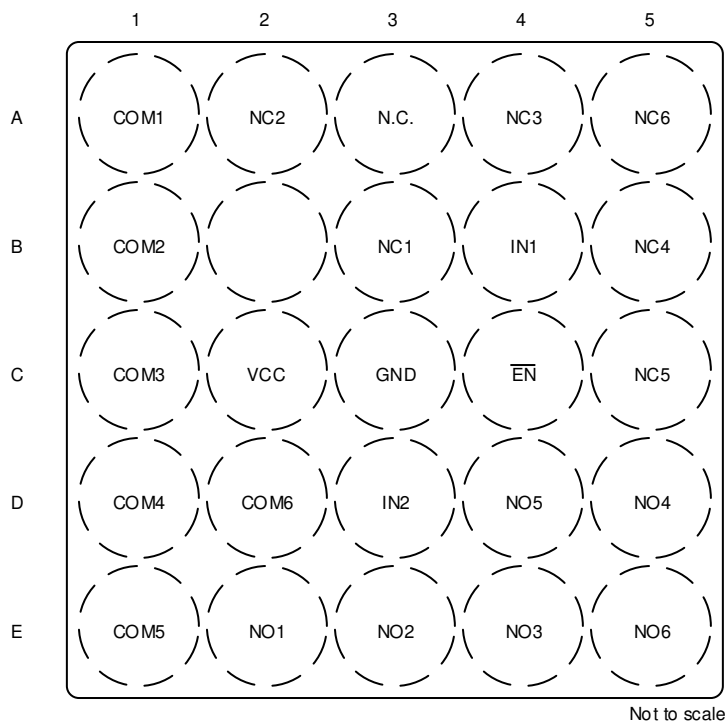 1 2 3 4 5
A COM1 NC2 N.C. NC3 NC6
B COM2 NC1 IN1 NC4
C COM3 VCC GND E̅N̅ NC5
D COM4 COM6 IN2 NO5 NO4
E COM5 NO1 NO2 NO3 NO6
Not to scale